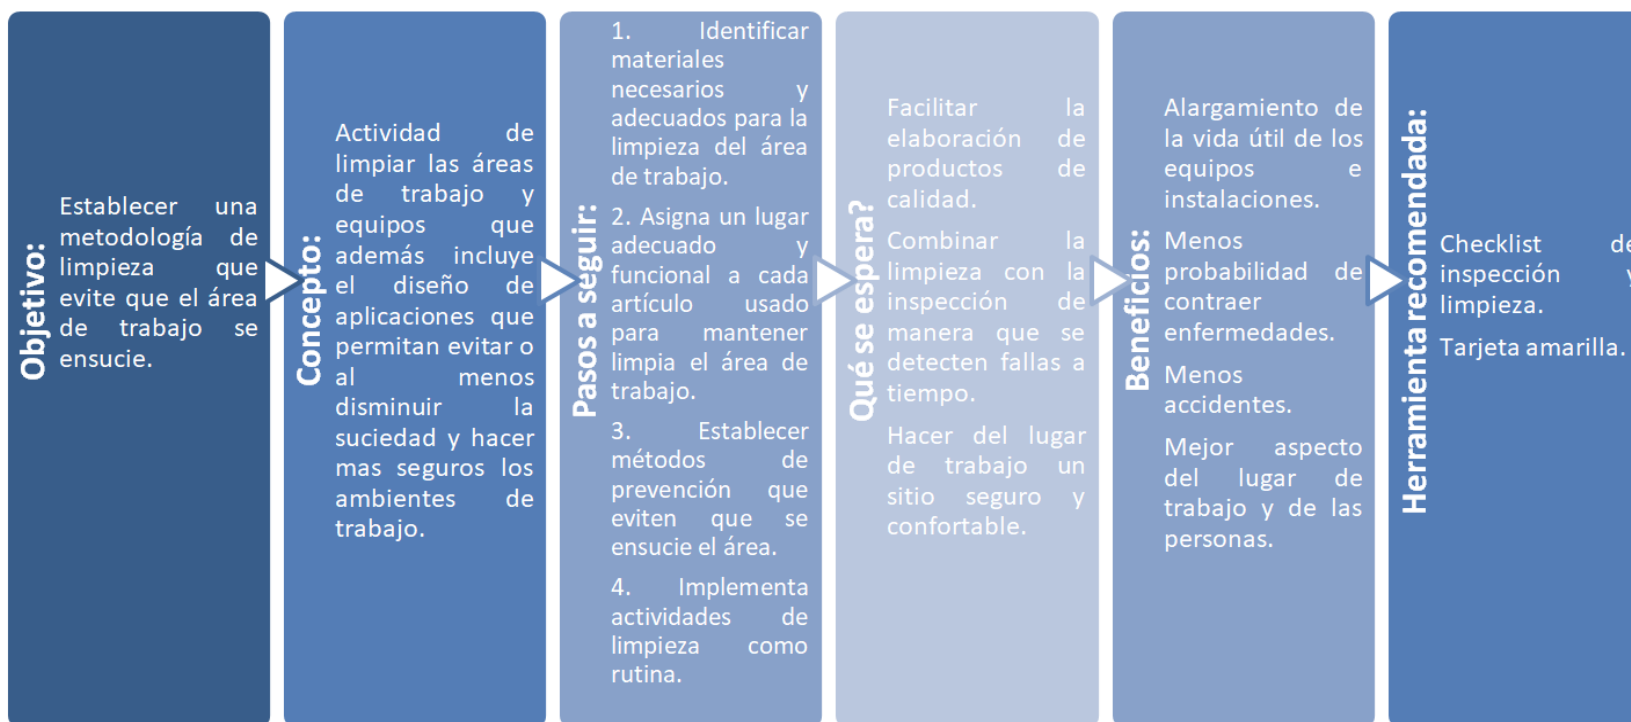 Objetivo:
Establecer una
metodología de
limpieza que
evite que el área
de trabajo se
ensucie.
Concepto:
Actividad de
limpiar las áreas
de trabajo y
equipos que
además incluye
el diseño de
aplicaciones que
permitan evitar o
al menos
disminuir la
suciedad y hacer
mas seguros los
ambientes de
trabajo.
Pasos a seguir:
1. Identificar
materiales
necesarios y
adecuados para la
limpieza del área
de trabajo.
2. Asigna un lugar
adecuado y
funcional a cada
artículo usado
para mantener
limpia el área de
trabajo.
3. Establecer
métodos de
prevención que
eviten que se
ensucie el área.
4. Implementa
actividades de
limpieza como
rutina.
Qué se espera?
Facilitar la
elaboración de
productos de
calidad.
Combinar la
limpieza con la
inspección de
manera que se
detecten fallas a
tiempo.
Hacer del lugar
de trabajo un
sitio seguro y
confortable.
Beneficios:
Alargamiento de
la vida útil de los
equipos e
instalaciones.
Menos
probabilidad de
contraer
enfermedades.
Menos
accidentes.
Mejor aspecto
del lugar de
trabajo y de las
personas.
Herramienta recomendada:
Checklist de
inspección y
limpieza.
Tarjeta amarilla.